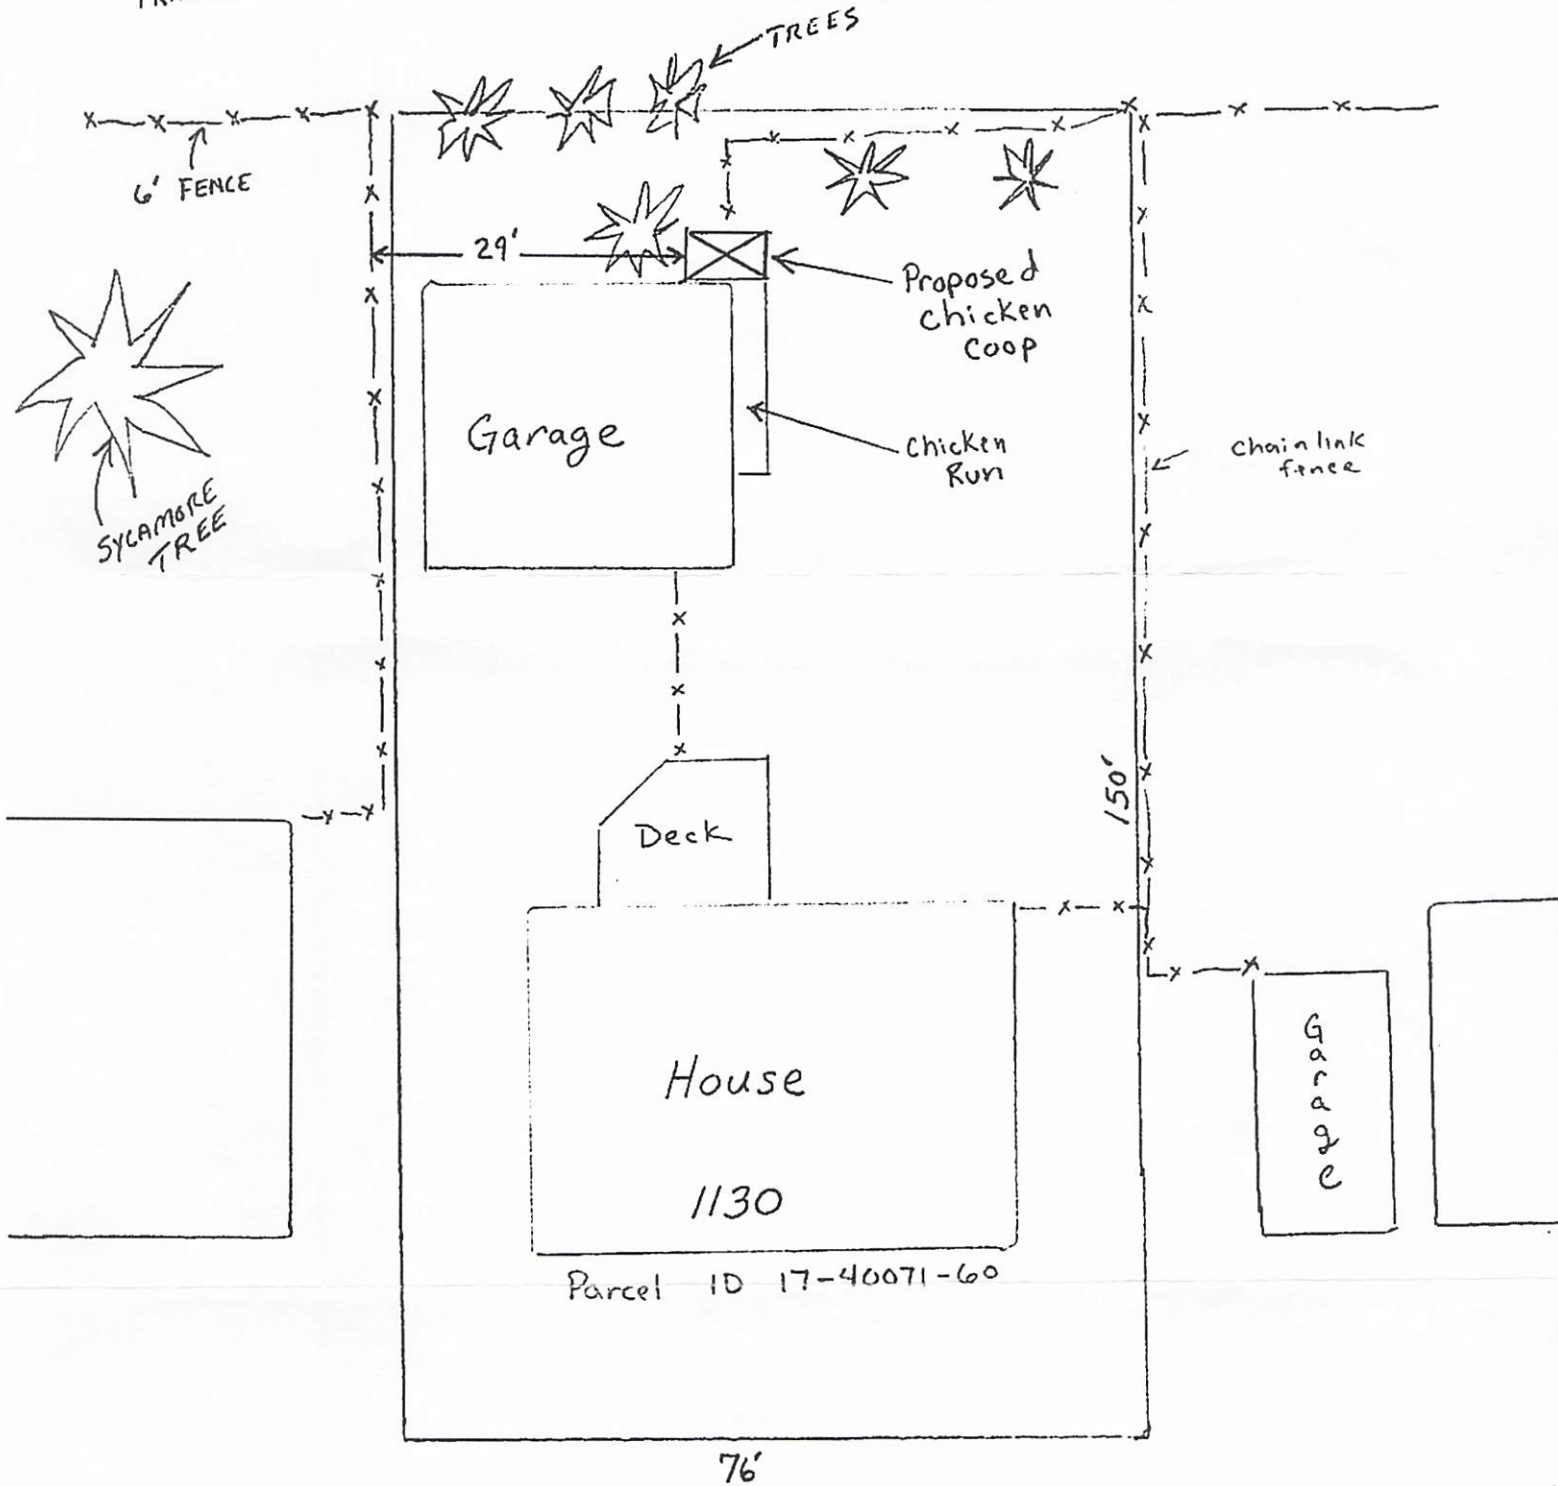 TREES
6' FENCE
29'
Proposed
Chicken
Coop
Garage
Chicken
Run
Chain link
fence
SYCAMORE
TREE
150'
Deck
House
1130
Garage
Parcel ID 17-40071-60
76'